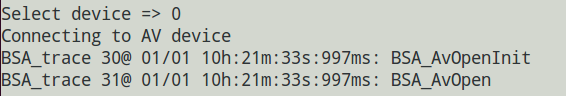 Select device => 0
Connecting to AV device
BSA_trace 30@ 01/01 10h:21m:33s:997ms: BSA_AvOpenInit
BSA_trace 31@ 01/01 10h:21m:33s:997ms: BSA_AvOpen